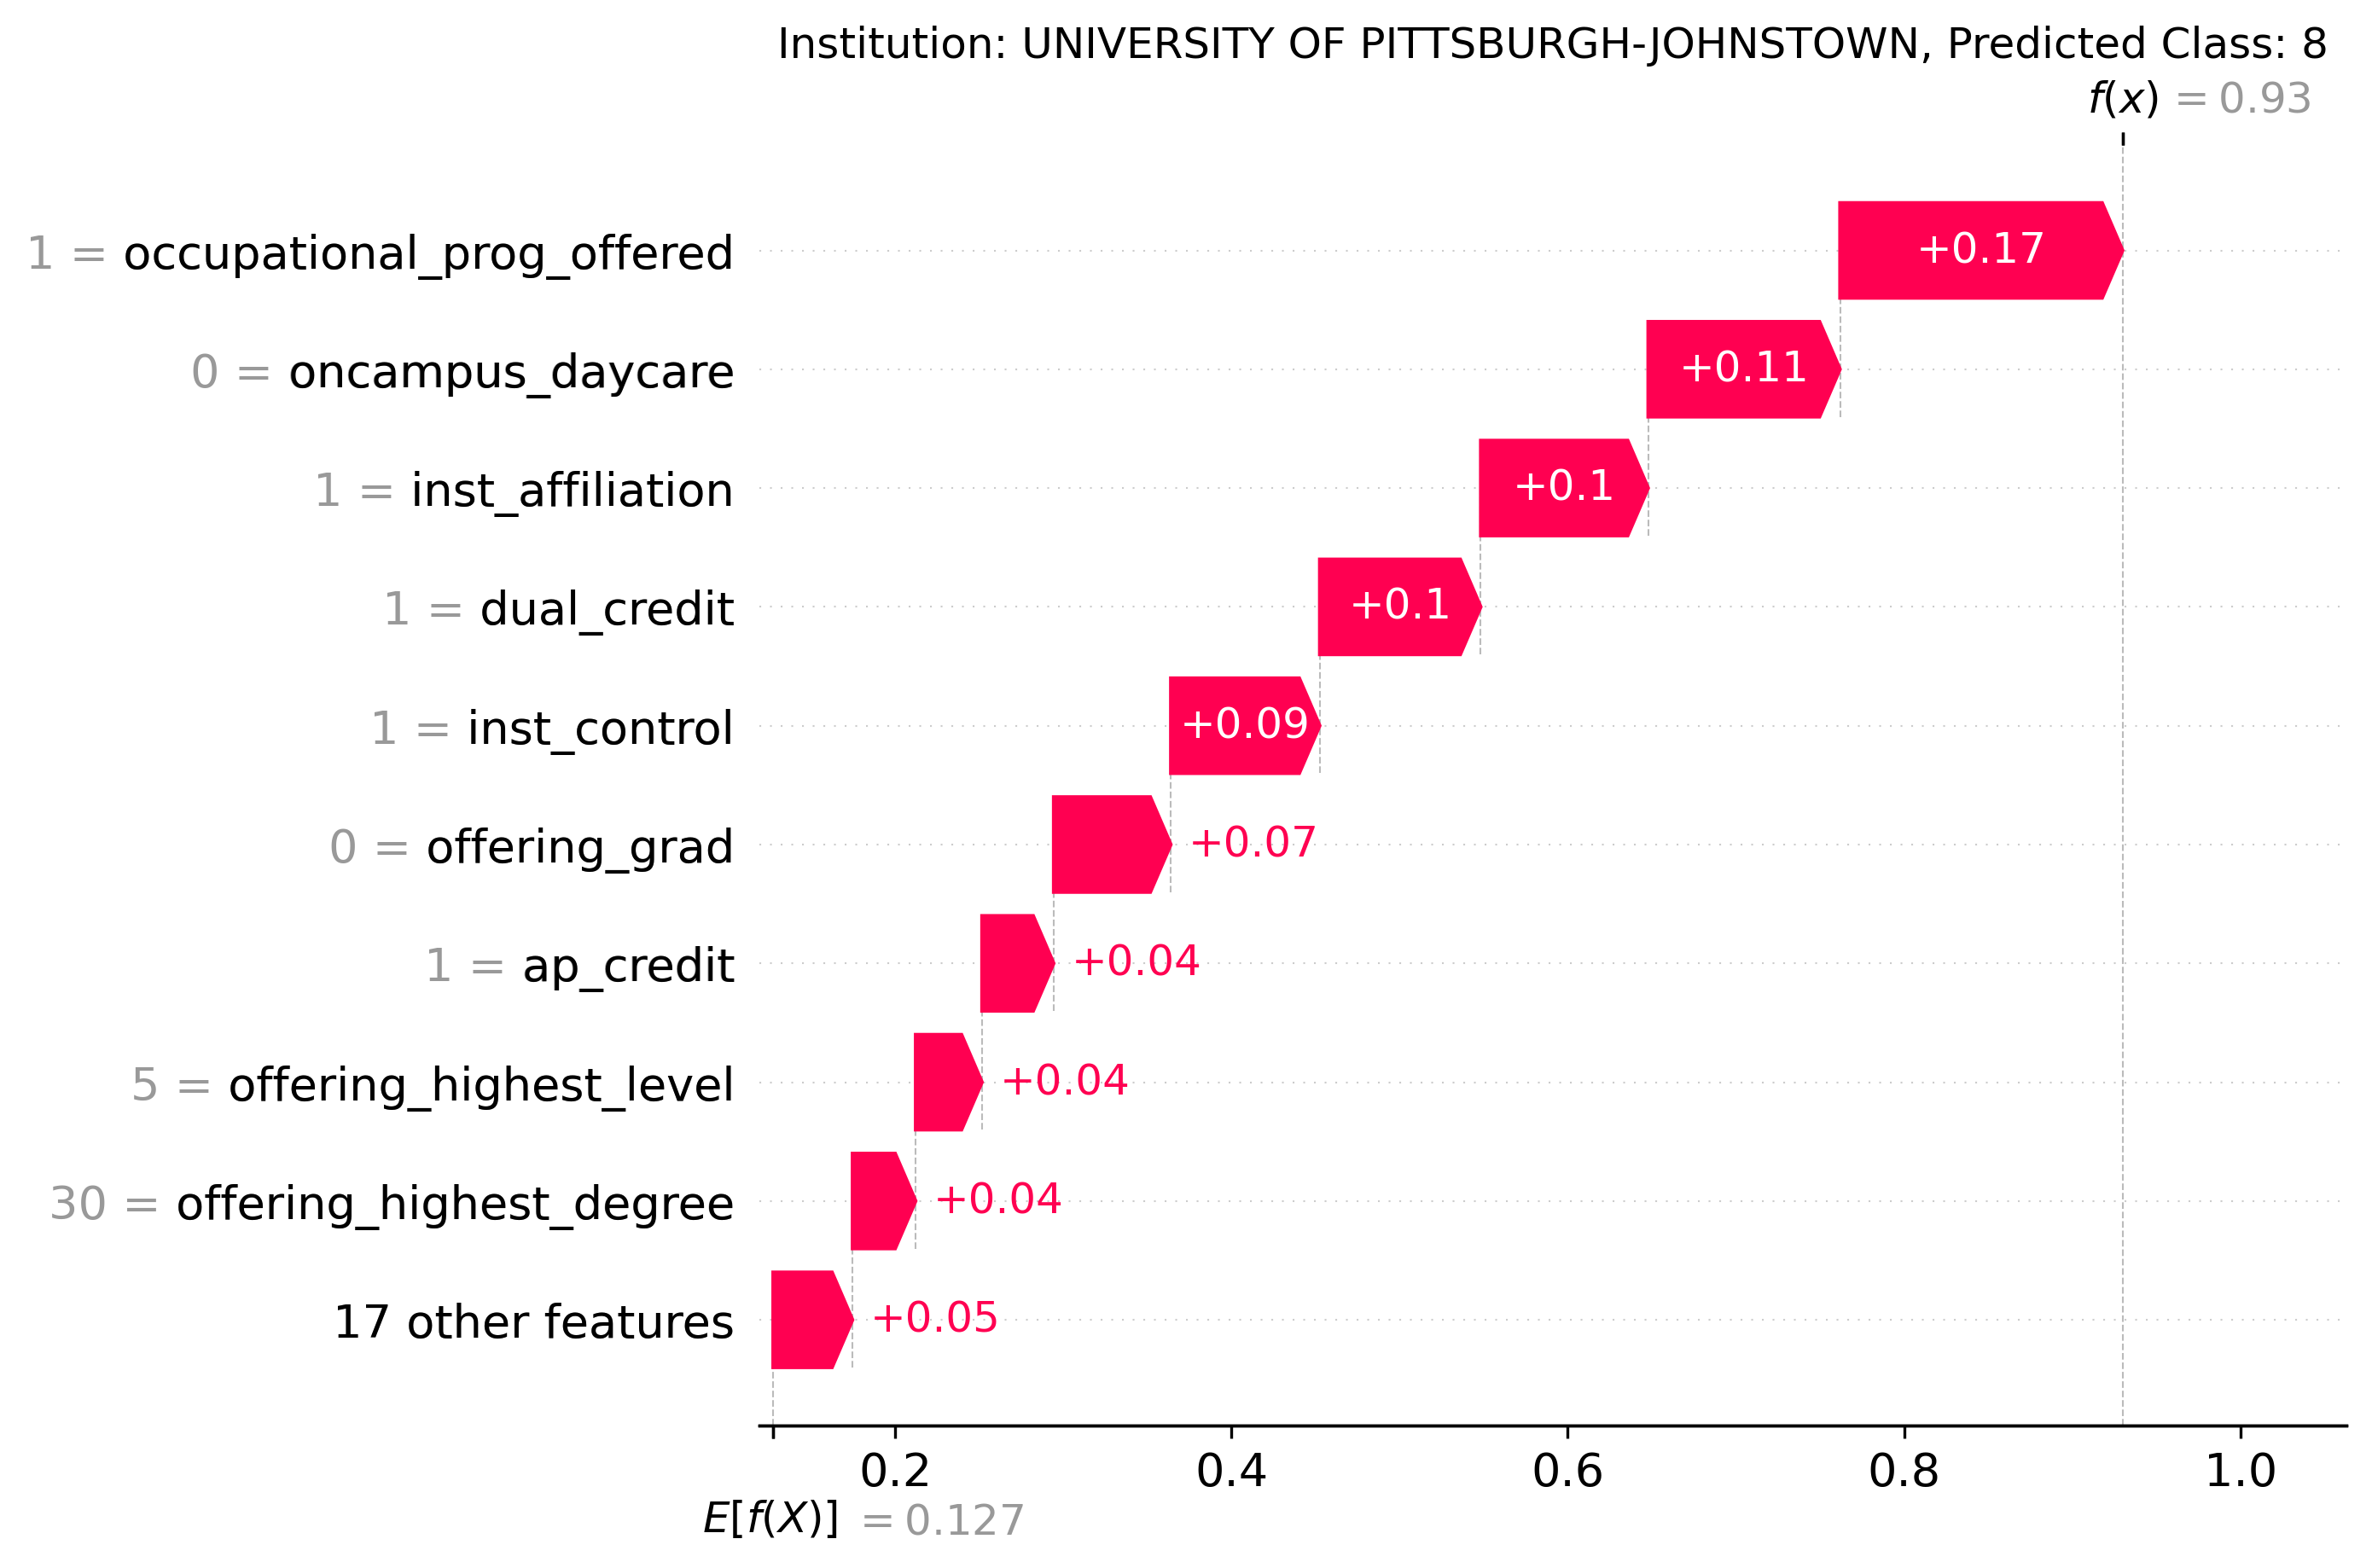 Institution: UNIVERSITY OF PITTSBURGH-JOHNSTOWN, Predicted Class: 8
f(x) = 0.93
1 = occupational_prog_offered +0.17
0 = oncampus_daycare +0.11
1 = inst_affiliation +0.1
1 = dual_credit +0.1
1 = inst_control +0.09
0 = offering_grad +0.07
1 = ap_credit +0.04
5 = offering_highest_level +0.04
30 = offering_highest_degree +0.04
17 other features +0.05
0.2 0.4 0.6 0.8 1.0
E[f(X)] = 0.127